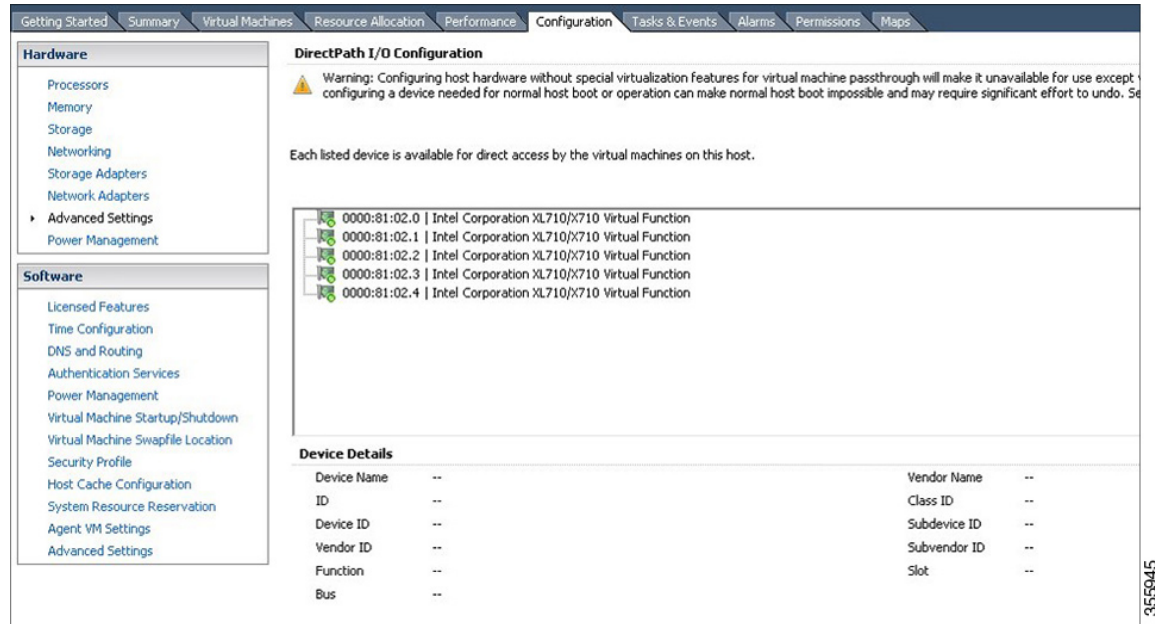 Getting Started Summary Virtual Machines Resource Allocation Performance Configuration Tasks & Events Alarms Permissions Maps
Hardware
Processors
Memory
Storage
Networking
Storage Adapters
Network Adapters
Advanced Settings
Power Management
Software
Licensed Features
Time Configuration
DNS and Routing
Authentication Services
Power Management
Virtual Machine Startup/Shutdown
Virtual Machine Swapfile Location
Security Profile
Host Cache Configuration
System Resource Reservation
Agent VM Settings
Advanced Settings
DirectPath I/O Configuration
Warning: Configuring host hardware without special virtualization features for virtual machine passthrough will make it unavailable for use except
configuring a device needed for normal host boot or operation can make normal host boot impossible and may require significant effort to undo.
Each listed device is available for direct access by the virtual machines on this host.
0000:81:02.0 | Intel Corporation XL710/X710 Virtual Function
0000:81:02.1 | Intel Corporation XL710/X710 Virtual Function
0000:81:02.2 | Intel Corporation XL710/X710 Virtual Function
0000:81:02.3 | Intel Corporation XL710/X710 Virtual Function
0000:81:02.4 | Intel Corporation XL710/X710 Virtual Function
Device Details
Device Name -- Vendor Name --
ID -- Class ID --
Device ID -- Subdevice ID --
Vendor ID -- Subvendor ID --
Function -- Slot --
Bus --
355945